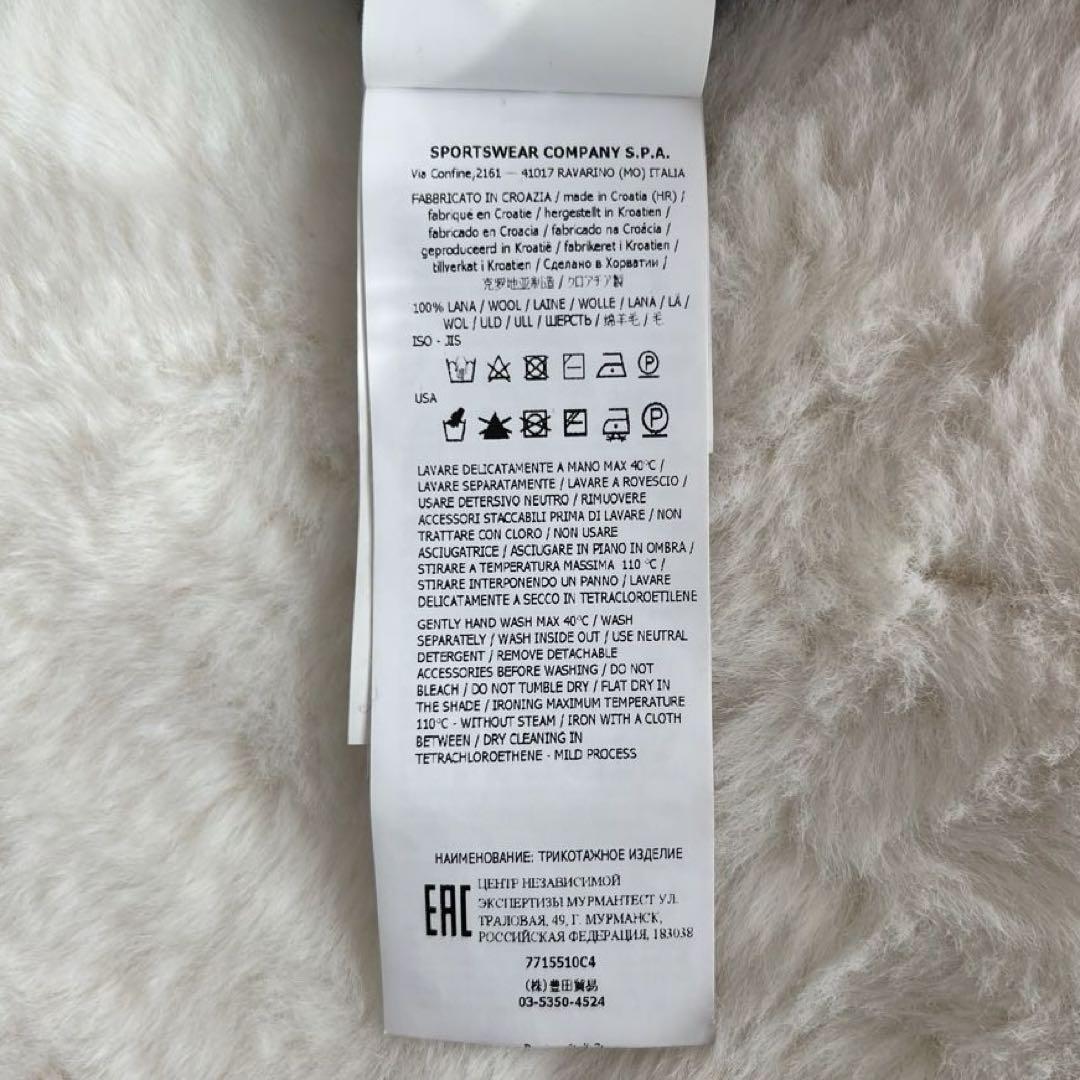 SPORTSWEAR COMPANY S.P.A.
Via Confine,2161 — 41017 RAVARINO (MO) ITALIA
FABBRICATO IN CROAZIA / made in Croatia (HR) /
fabriqué en Croatie / hergestellt in Kroatien /
fabricado en Croacia / fabricado na Croácia /
geproduceerd in Kroatië / fabrikeret i Kroatien /
tillverkat i Kroatien / Сделано в Хорватии /
克罗地亚制造 / クロアチア製
100% LANA / WOOL / LAINE / WOLLE / LANA / LÃ /
WOL / ULD / ULL / ШЕРСТЬ / 绵羊毛 / 毛
ISO - JIS
P
USA
P
LAVARE DELICATAMENTE A MANO MAX 40°C /
LAVARE SEPARATAMENTE / LAVARE A ROVESCIO /
USARE DETERSIVO NEUTRO / RIMUOVERE
ACCESSORI STACCABILI PRIMA DI LAVARE / NON
TRATTARE CON CLORO / NON USARE
ASCIUGATRICE / ASCIUGARE IN PIANO IN OMBRA /
STIRARE A TEMPERATURA MASSIMA 110 °C /
STIRARE INTERPONENDO UN PANNO / LAVARE
DELICATAMENTE A SECCO IN TETRACLOROETILENE
GENTLY HAND WASH MAX 40°C / WASH
SEPARATELY / WASH INSIDE OUT / USE NEUTRAL
DETERGENT / REMOVE DETACHABLE
ACCESSORIES BEFORE WASHING / DO NOT
BLEACH / DO NOT TUMBLE DRY / FLAT DRY IN
THE SHADE / IRONING MAXIMUM TEMPERATURE
110°C - WITHOUT STEAM / IRON WITH A CLOTH
BETWEEN / DRY CLEANING IN
TETRACHLOROETHENE - MILD PROCESS
НАИМЕНОВАНИЕ: ТРИКОТАЖНОЕ ИЗДЕЛИЕ
EAC
ЦЕНТР НЕЗАВИСИМОЙ
ЭКСПЕРТИЗЫ МУРМАНТЕСТ УЛ.
ТРАЛОВАЯ, 49, Г. МУРМАНСК,
РОССИЙСКАЯ ФЕДЕРАЦИЯ, 183038
7715510C4
(株)豊田貿易
03-5350-4524